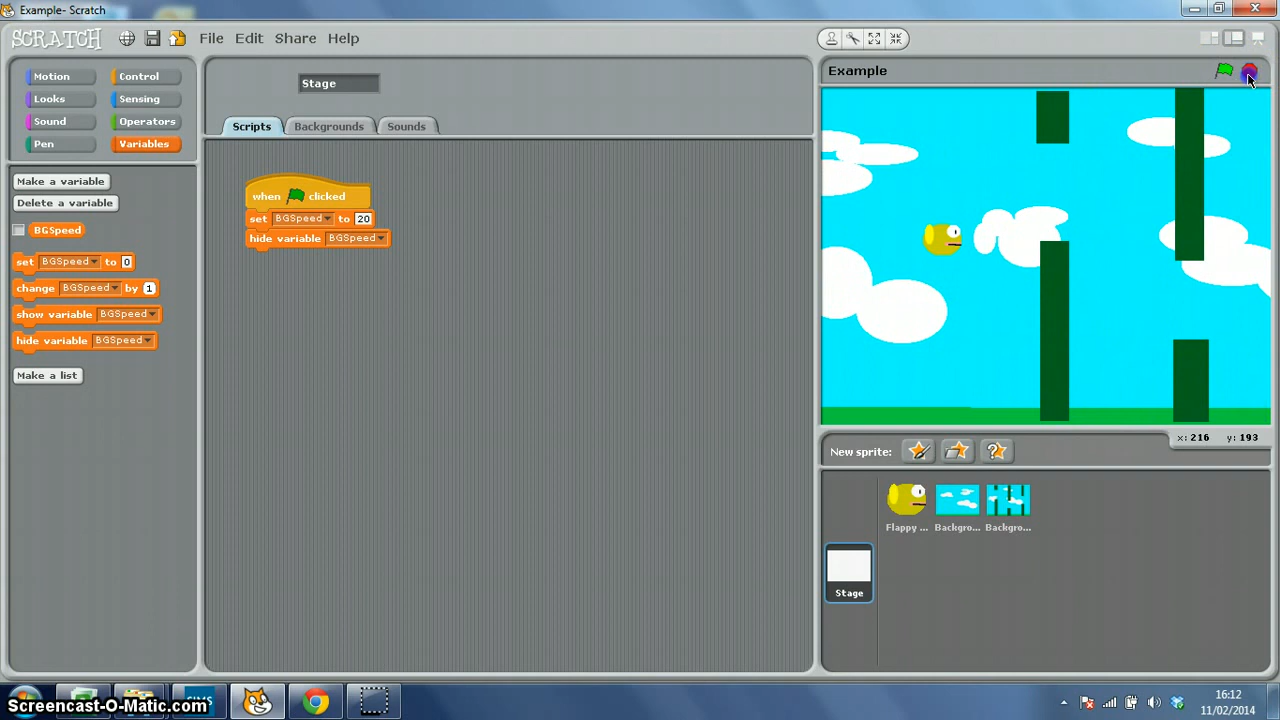 Example- Scratch
SCRATCH
File Edit Share Help
Motion Control
Looks Sensing
Sound Operators
Pen Variables
Make a variable
Delete a variable
BGSpeed
set BGSpeed to 0
change BGSpeed by 1
show variable BGSpeed
hide variable BGSpeed
Make a list
Stage
Scripts Backgrounds Sounds
when clicked
set BGSpeed to 20
hide variable BGSpeed
Example
x: 216 y: 193
New sprite:
Flappy ... Backgro... Backgro...
Stage
SIMS
Screencast-O-Matic.com
16:12
11/02/2014